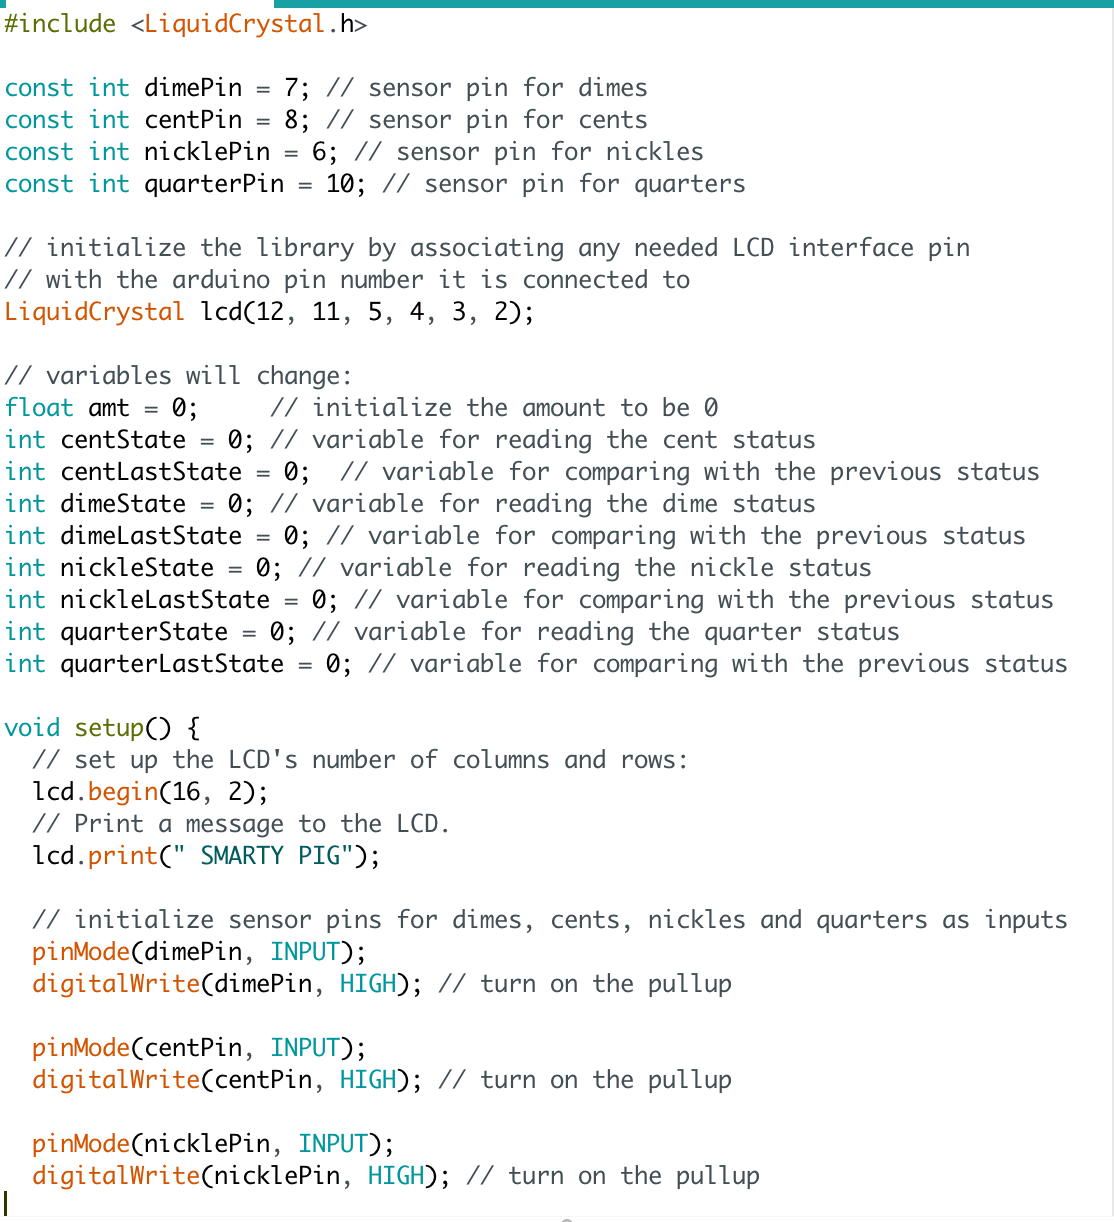 #include <LiquidCrystal.h>
const int dimePin = 7; // sensor pin for dimes
const int centPin = 8; // sensor pin for cents
const int nicklePin = 6; // sensor pin for nickles
const int quarterPin = 10; // sensor pin for quarters
// initialize the library by associating any needed LCD interface pin
// with the arduino pin number it is connected to
LiquidCrystal lcd(12, 11, 5, 4, 3, 2);
// variables will change:
float amt = 0;     // initialize the amount to be 0
int centState = 0; // variable for reading the cent status
int centLastState = 0;  // variable for comparing with the previous status
int dimeState = 0; // variable for reading the dime status
int dimeLastState = 0; // variable for comparing with the previous status
int nickleState = 0; // variable for reading the nickle status
int nickleLastState = 0; // variable for comparing with the previous status
int quarterState = 0; // variable for reading the quarter status
int quarterLastState = 0; // variable for comparing with the previous status
void setup() {
  // set up the LCD's number of columns and rows:
  lcd.begin(16, 2);
  // Print a message to the LCD.
  lcd.print(" SMARTY PIG");
  // initialize sensor pins for dimes, cents, nickles and quarters as inputs
  pinMode(dimePin, INPUT);
  digitalWrite(dimePin, HIGH); // turn on the pullup
  pinMode(centPin, INPUT);
  digitalWrite(centPin, HIGH); // turn on the pullup
  pinMode(nicklePin, INPUT);
  digitalWrite(nicklePin, HIGH); // turn on the pullup